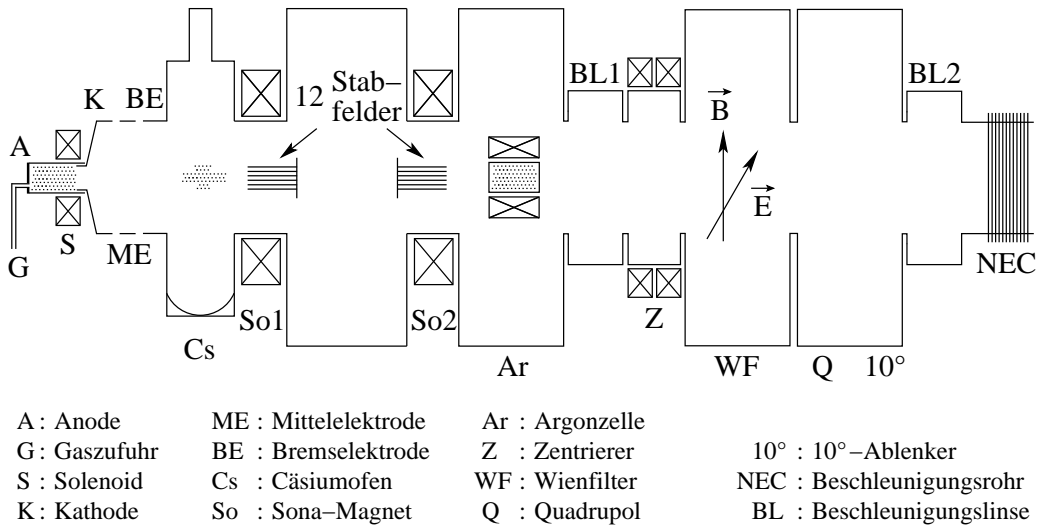 K BE
12 Stab–
felder
BL1
BL2
B
A
E
S
ME
G
NEC
So1
So2
Z
Cs
Ar
WF
Q
10°
A : Anode ME : Mittelelektrode Ar : Argonzelle
G : Gaszufuhr BE : Bremselektrode Z : Zentrierer 10° : 10°–Ablenker
S : Solenoid Cs : Cäsiumofen WF : Wienfilter NEC : Beschleunigungsrohr
K : Kathode So : Sona–Magnet Q : Quadrupol BL : Beschleunigungslinse